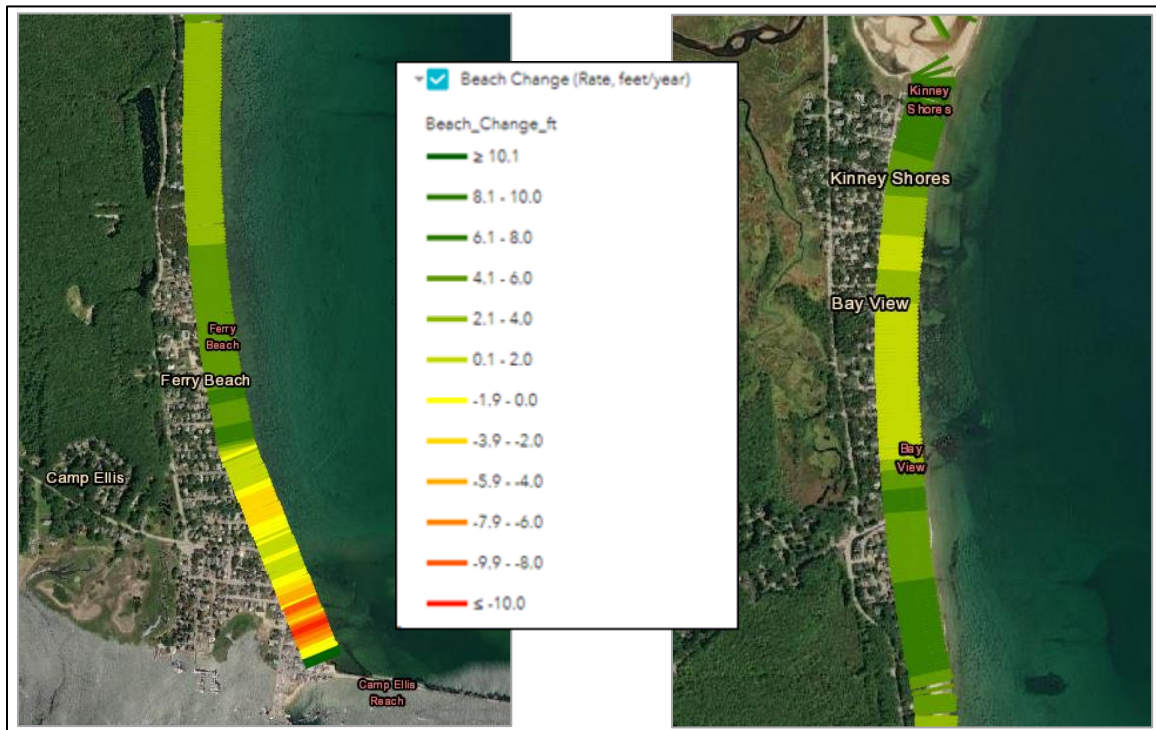 Ferry
Beach
Ferry Beach
Camp Ellis
Camp Ellis
Reach
Beach Change (Rate, feet/year)
Beach_Change_ft
≥ 10.1
8.1 - 10.0
6.1 - 8.0
4.1 - 6.0
2.1 - 4.0
0.1 - 2.0
-1.9 - 0.0
-3.9 - -2.0
-5.9 - -4.0
-7.9 - -6.0
-9.9 - -8.0
≤ -10.0
Kinney
Shores
Kinney Shores
Bay View
Bay
View